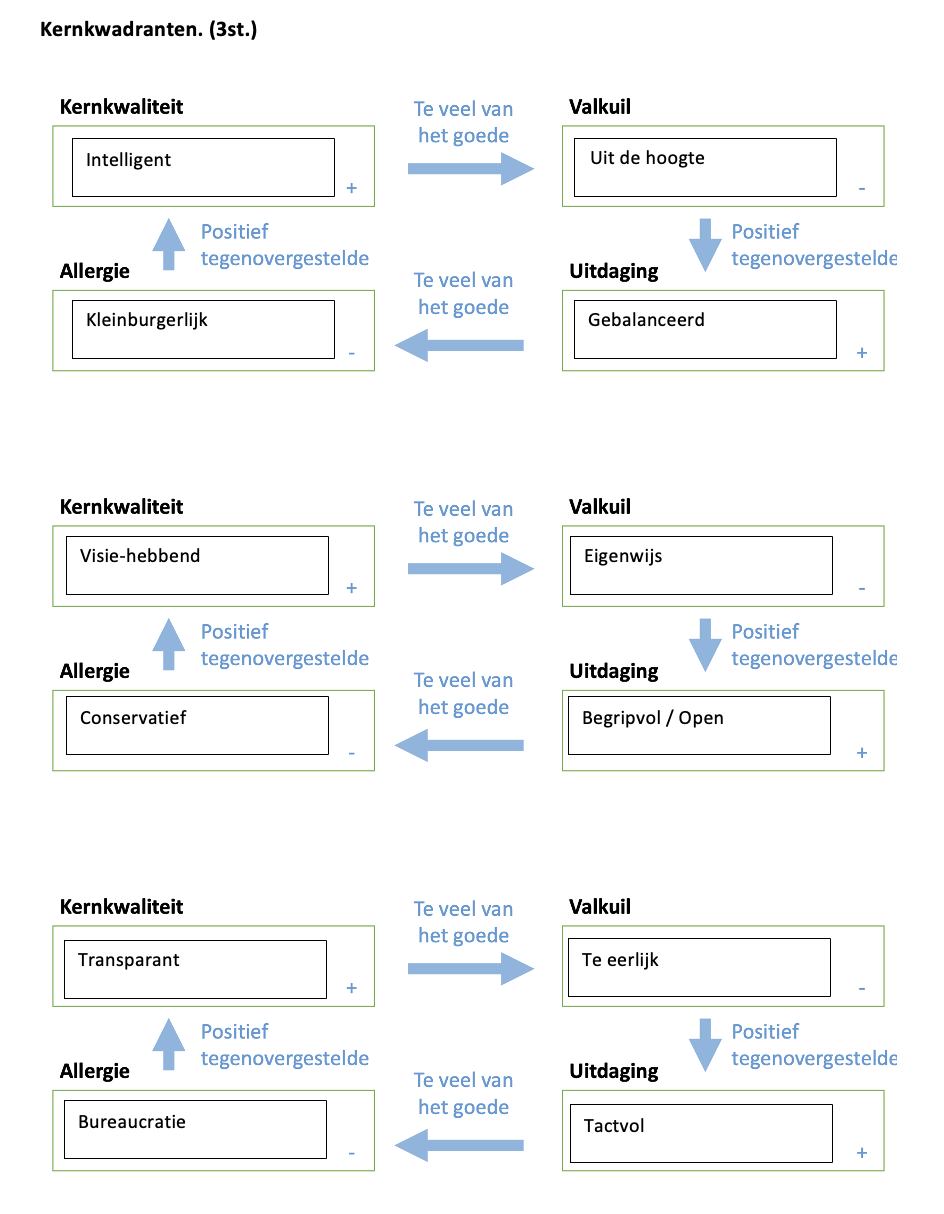 Kernkwadranten. (3st.)
Kernkwaliteit
Te veel van
het goede
Valkuil
Intelligent
+
Uit de hoogte
-
Positief
tegenovergestelde
Positief
tegenovergestelde
Allergie
Te veel van
het goede
Uitdaging
Kleinburgerlijk
-
Gebalanceerd
+
Kernkwaliteit
Te veel van
het goede
Valkuil
Visie-hebbend
+
Eigenwijs
-
Positief
tegenovergestelde
Positief
tegenovergestelde
Allergie
Te veel van
het goede
Uitdaging
Conservatief
-
Begripvol / Open
+
Kernkwaliteit
Te veel van
het goede
Valkuil
Transparant
+
Te eerlijk
-
Positief
tegenovergestelde
Positief
tegenovergestelde
Allergie
Te veel van
het goede
Uitdaging
Bureaucratie
-
Tactvol
+